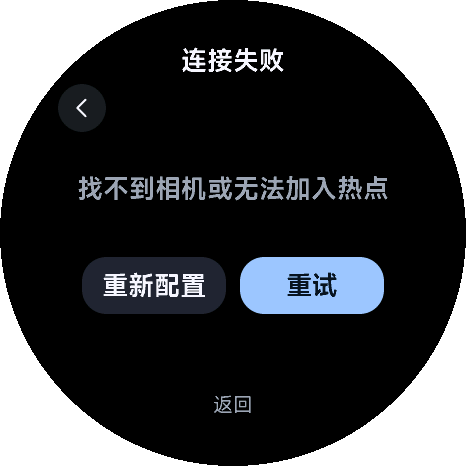 连接失败
找不到相机或无法加入热点
重新配置
重试
返回